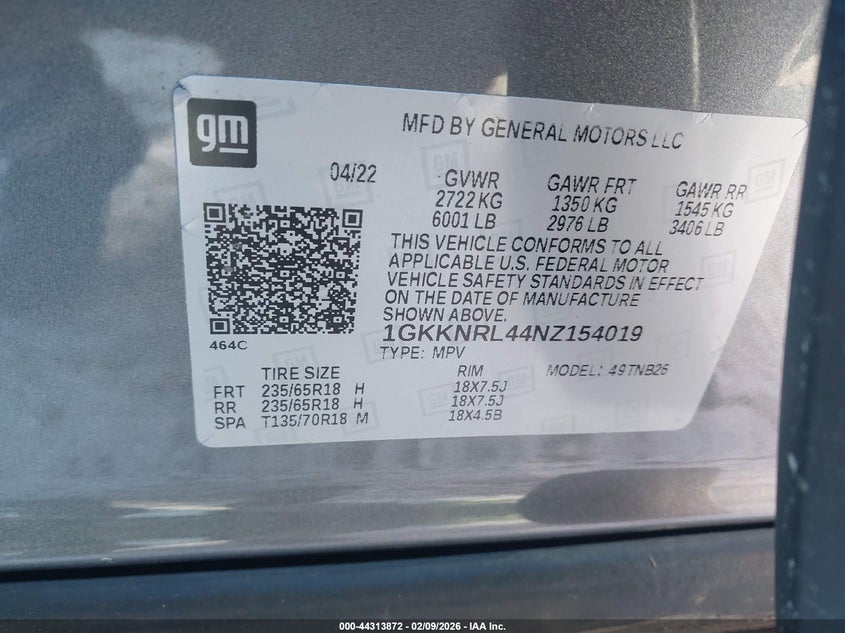 gm
MFD BY GENERAL MOTORS LLC
04/22
GVWR GAWR FRT GAWR RR
2722 KG 1350 KG 1545 KG
6001 LB 2976 LB 3406 LB
THIS VEHICLE CONFORMS TO ALL
APPLICABLE U.S. FEDERAL MOTOR
VEHICLE SAFETY STANDARDS IN EFFECT
ON THE DATE OF MANUFACTURE
SHOWN ABOVE.
1GKKNRL44NZ154019
TYPE: MPV
464C
TIRE SIZE RIM MODEL: 49TNB26
FRT 235/65R18 H 18X7.5J
RR 235/65R18 H 18X7.5J
SPA T135/70R18 M 18X4.5B
000-44313872 | 02/09/2026 | IAA Inc.